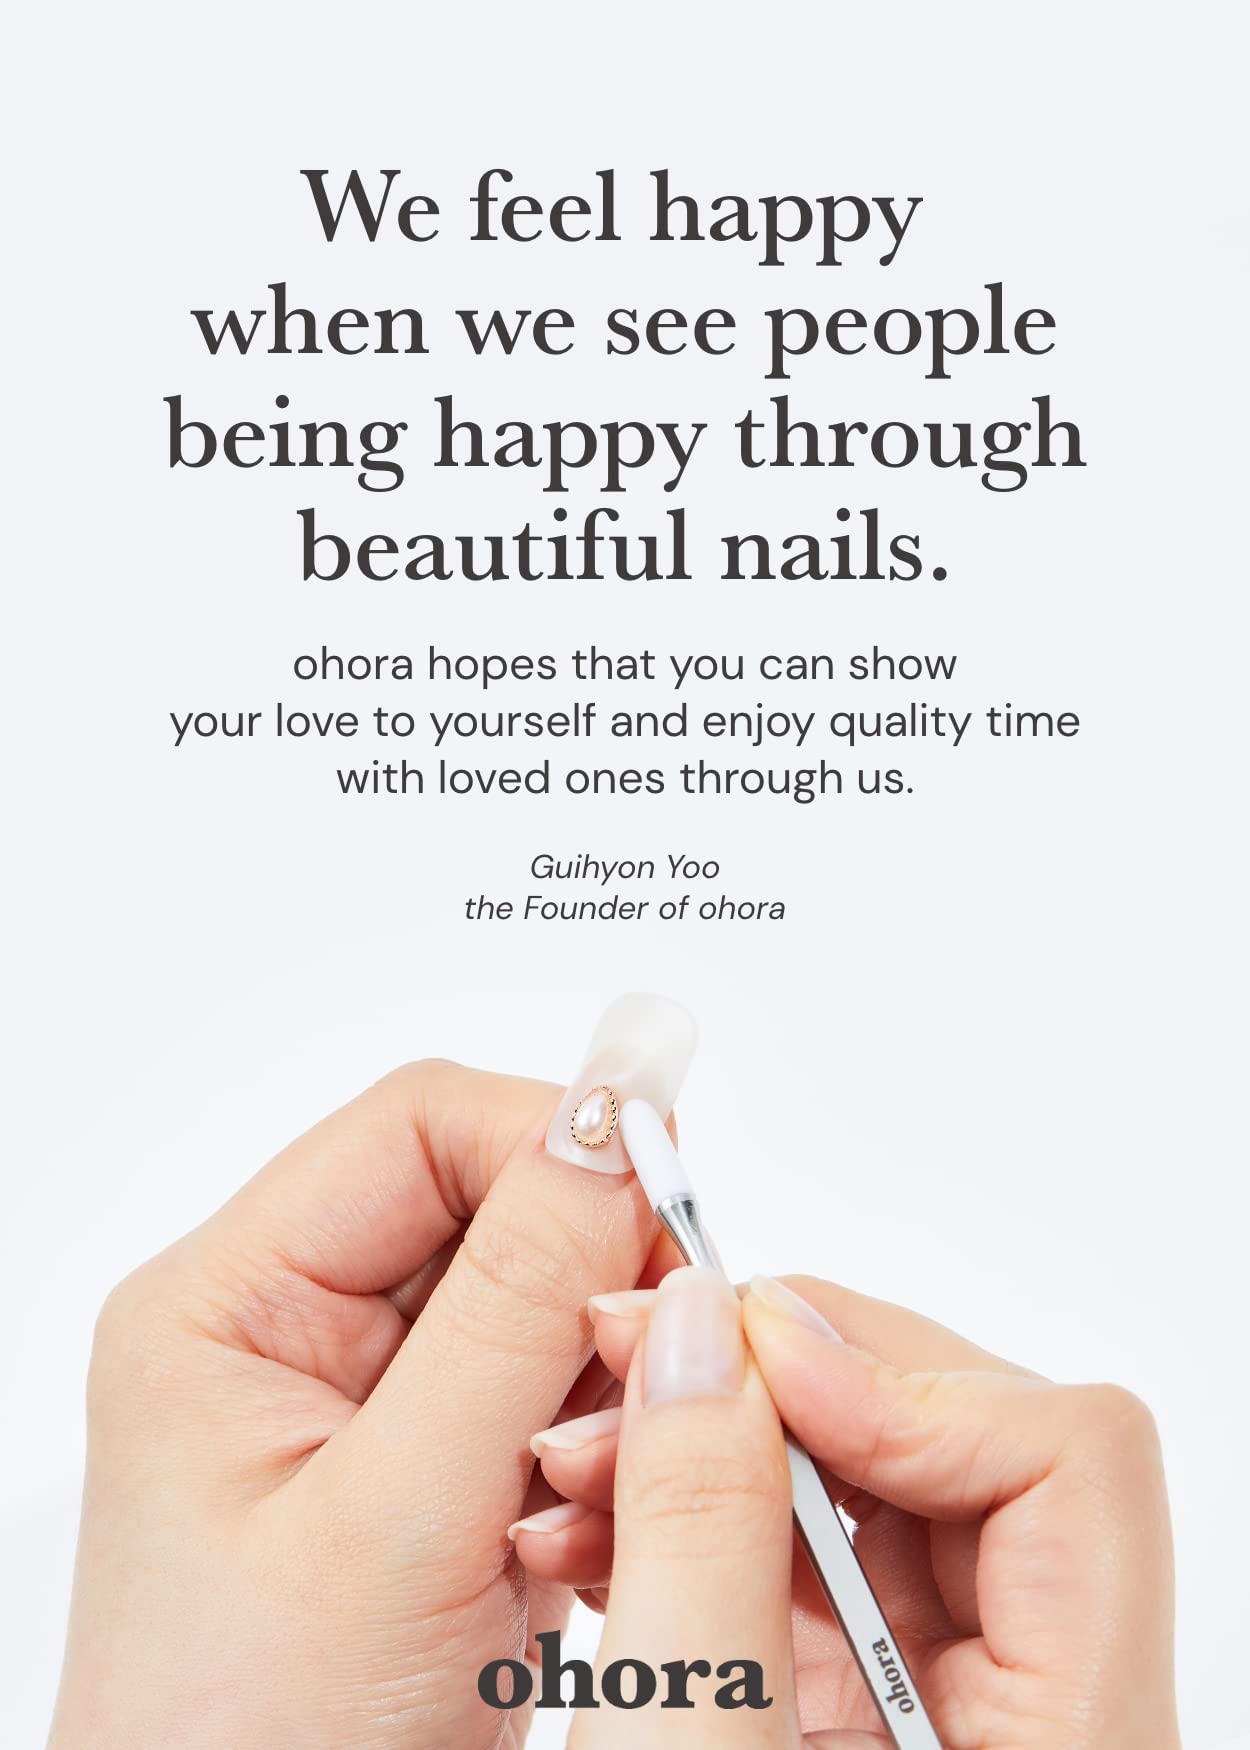 We feel happy
when we see people
being happy through
beautiful nails.
ohora hopes that you can show
your love to yourself and enjoy quality time
with loved ones through us.
Guihyon Yoo
the Founder of ohora
ohora
ohora